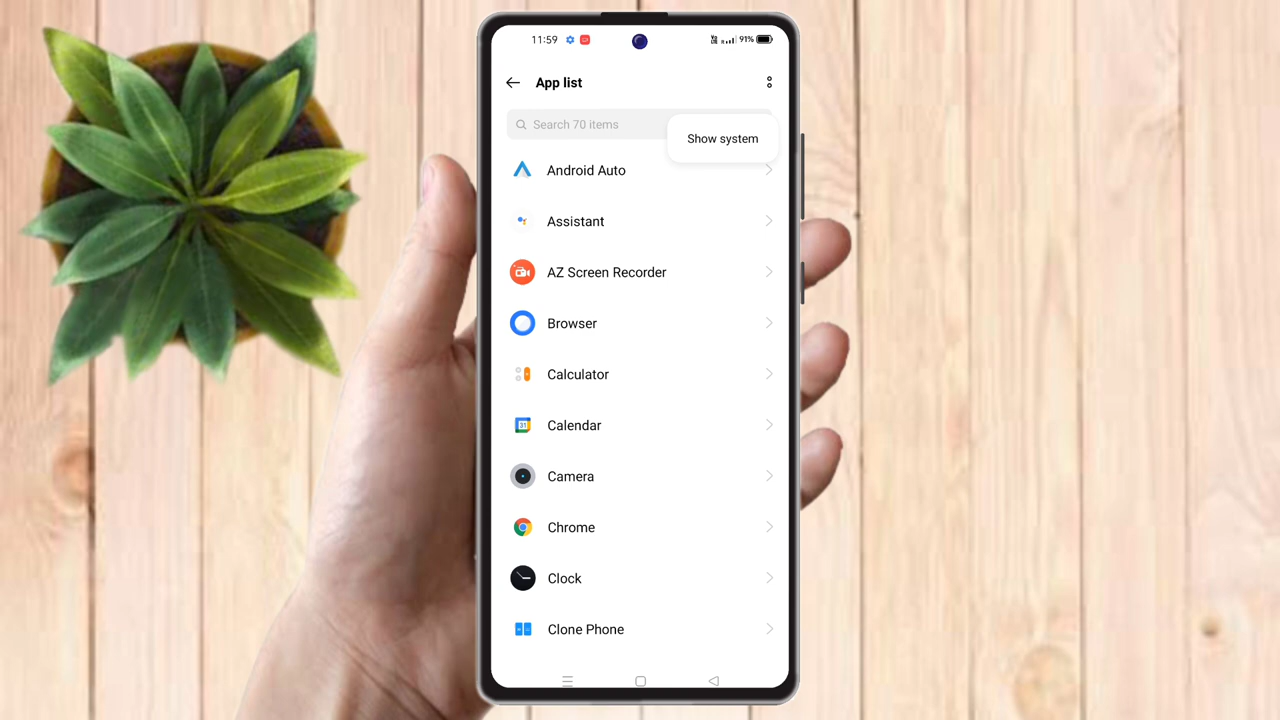 11:59
91%
App list
Search 70 items
Show system
Android Auto
Assistant
AZ Screen Recorder
Browser
Calculator
31
Calendar
Camera
Chrome
Clock
Clone Phone